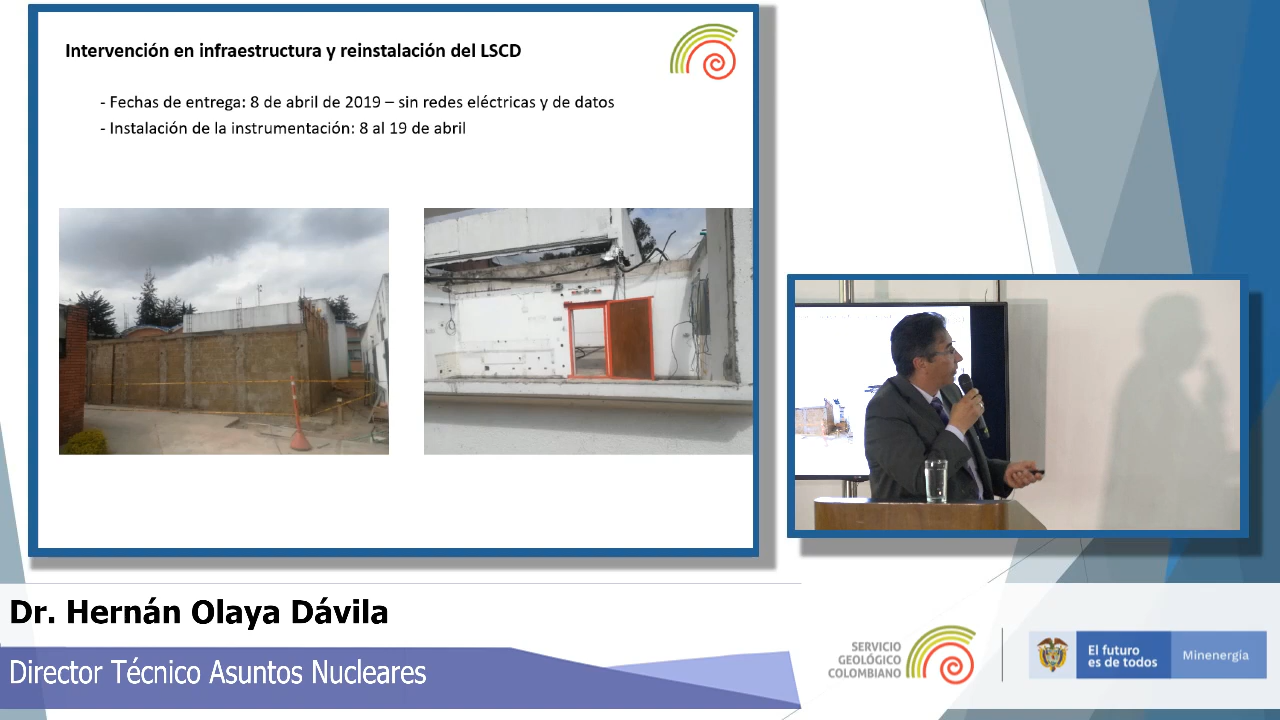 Intervención en infraestructura y reinstalación del LSCD
- Fechas de entrega: 8 de abril de 2019 – sin redes eléctricas y de datos
- Instalación de la instrumentación: 8 al 19 de abril
Dr. Hernán Olaya Dávila
Director Técnico Asuntos Nucleares
SERVICIO
GEOLÓGICO
COLOMBIANO
El futuro
es de todos
Minenergía